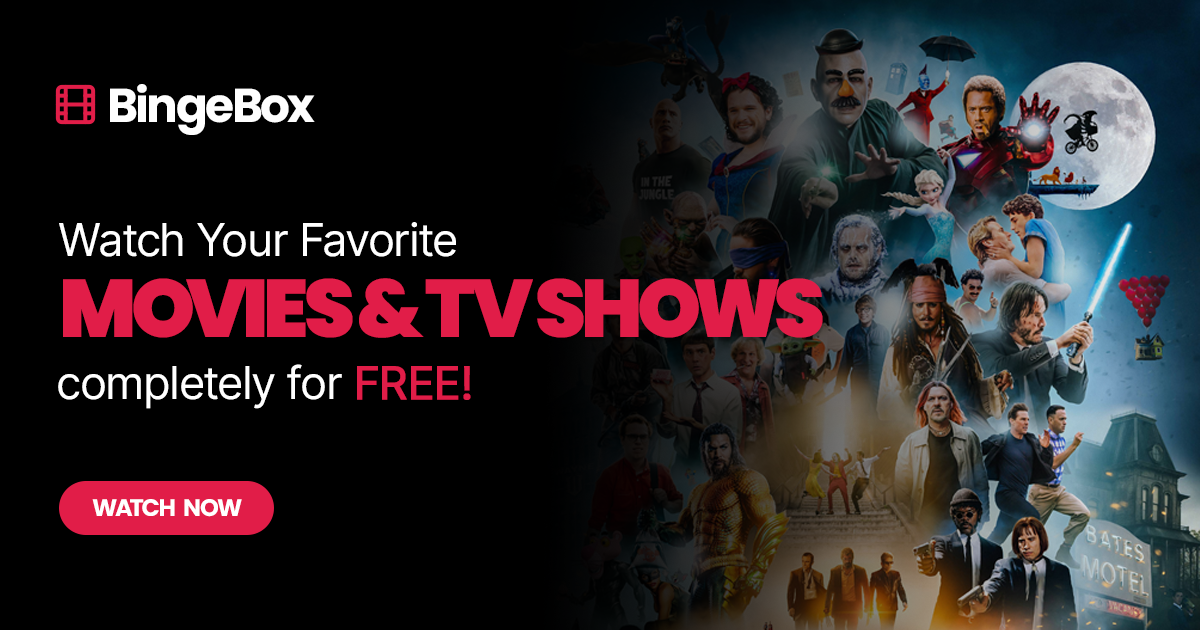 BingeBox
Watch Your Favorite
MOVIES & TV SHOWS
completely for FREE!
WATCH NOW
IN THE
JUNGLE
BATES
MOTEL